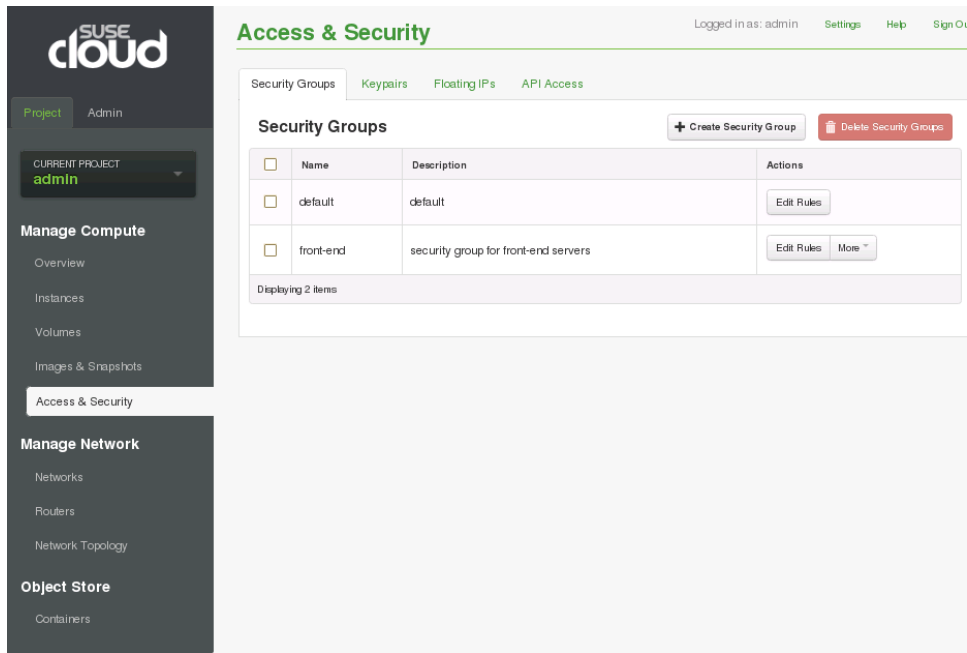 SUSE
cloud
Project Admin
CURRENT PROJECT
admin
Manage Compute
Overview
Instances
Volumes
Images & Snapshots
Access & Security
Manage Network
Networks
Routers
Network Topology
Object Store
Containers
Access & Security
Logged in as: admin Settings Help Sign Ou
Security Groups Keypairs Floating IPs API Access
Security Groups
Create Security Group Delete Security Groups
Name Description Actions
default default Edit Rules
front-end security group for front-end servers Edit Rules More
Displaying 2 items